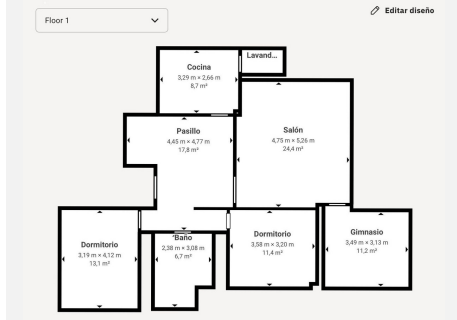 Floor 1
Editar diseño
Lavand...
Cocina
3,29 m × 2,66 m
8,7 m²
Pasillo
4,45 m × 4,77 m
17,8 m²
Salón
4,75 m × 5,26 m
24,4 m²
Dormitorio
3,19 m × 4,12 m
13,1 m²
Baño
2,38 m × 3,08 m
6,7 m²
Dormitorio
3,58 m × 3,20 m
11,4 m²
Gimnasio
3,49 m × 3,13 m
11,2 m²